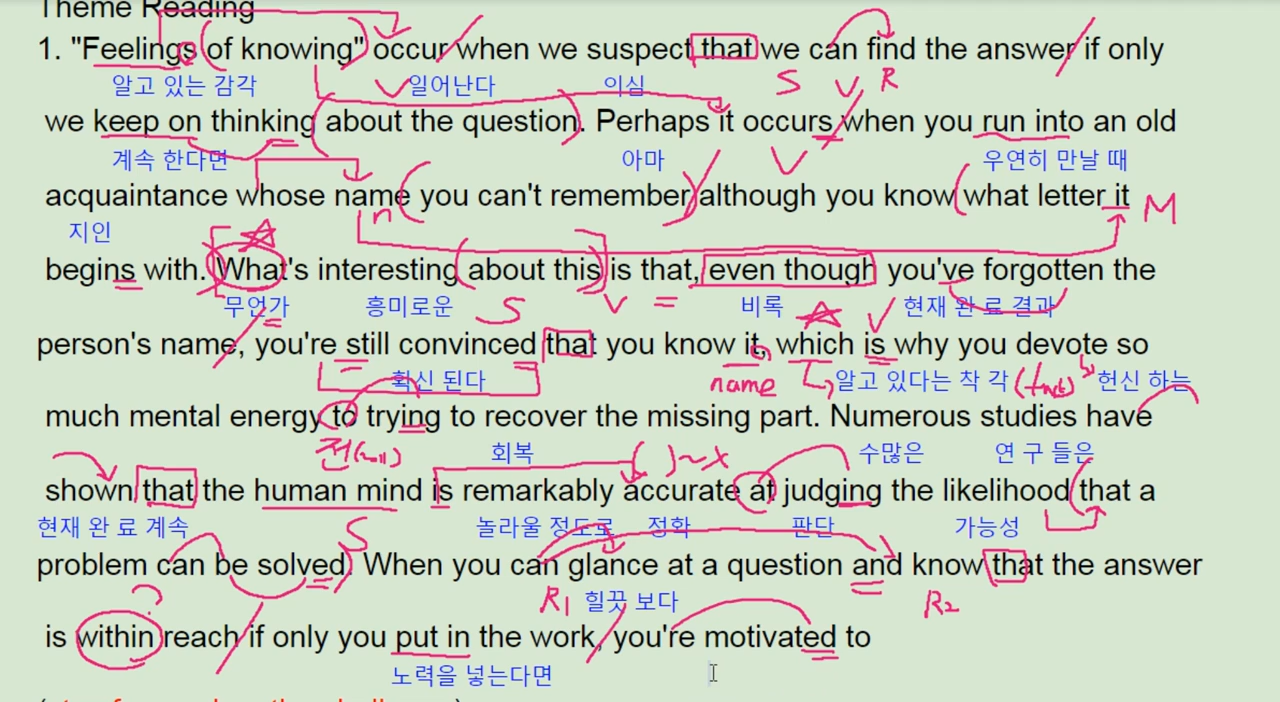 Theme Reading
1. "Feelings of knowing" occur when we suspect that we can find the answer if only
알고 있는 감각 일어난다 의심 S V R
we keep on thinking about the question. Perhaps it occurs when you run into an old
계속 한다면 아마 V 우연히 만날 때
acquaintance whose name you can't remember although you know what letter it M
지인 n
begins with. What's interesting about this is that, even though you've forgotten the
무언가 흥미로운 S V = 비록 현재 완 료 결과
person's name, you're still convinced that you know it, which is why you devote so
확신 된다 name 알고 있다는 착 각 헌신 하는
much mental energy to trying to recover the missing part. Numerous studies have
회복 수많은 연 구 들은
shown that the human mind is remarkably accurate at judging the likelihood that a
현재 완 료 계속 S 놀라울 정도로 정확 판단 가능성
problem can be solved. When you can glance at a question and know that the answer
? R1 힐끗 보다 R2
is within reach if only you put in the work, you're motivated to
노력을 넣는다면